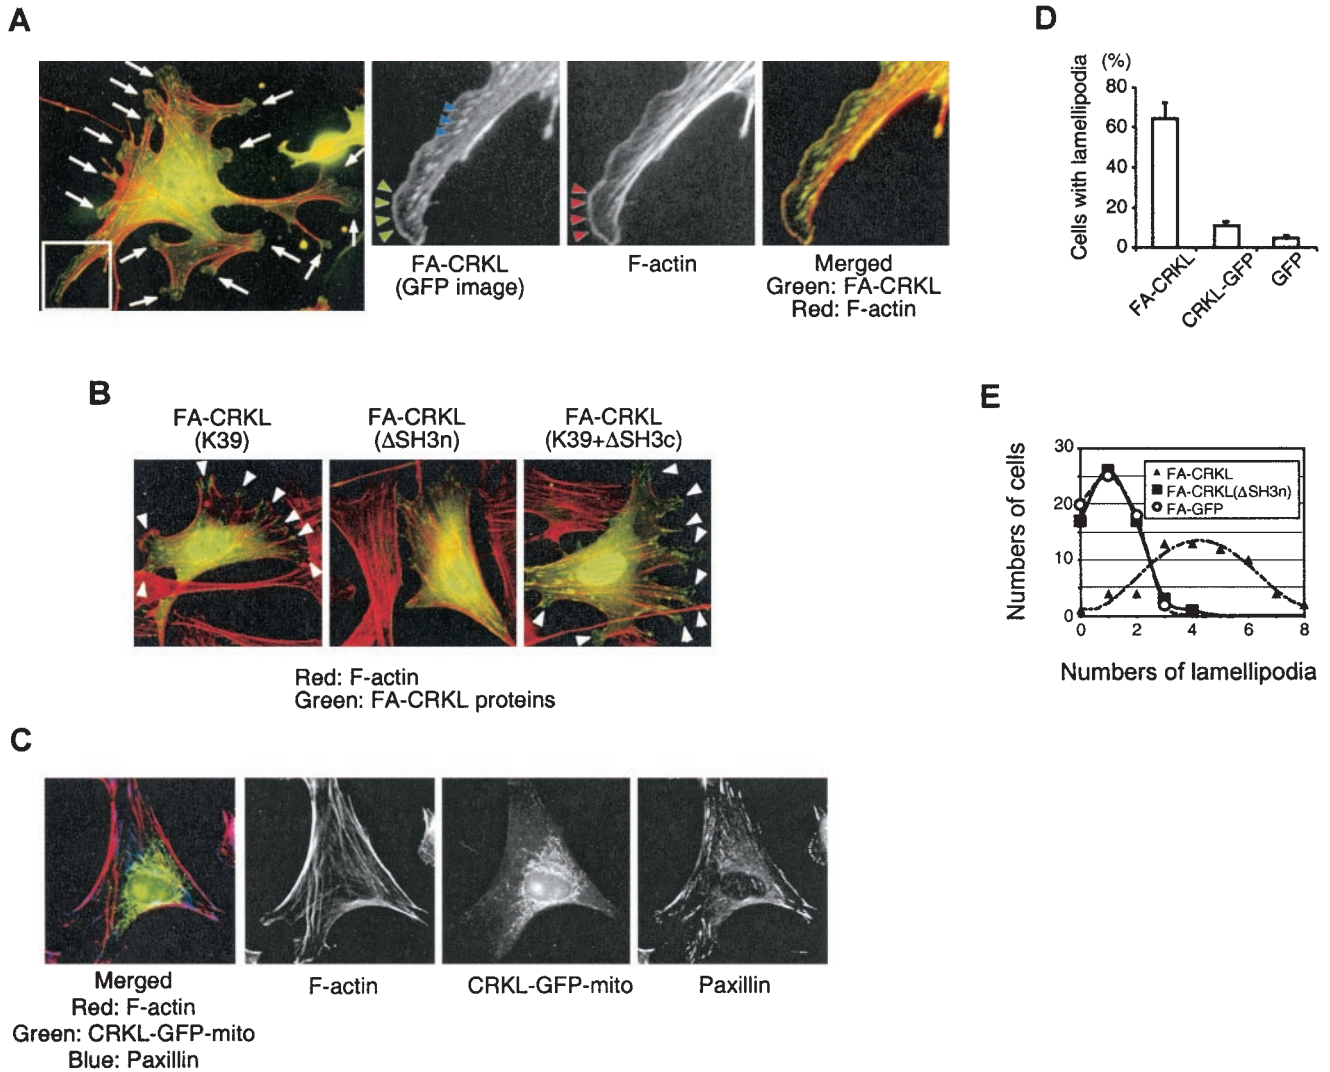 A
FA-CRKL
(GFP image)
F-actin
Merged
Green: FA-CRKL
Red: F-actin
D
(%)
Cells with lamellipodia
80
60
40
20
0
FA-CRKL
CRKL-GFP
GFP
B
FA-CRKL
(K39)
FA-CRKL
(ΔSH3n)
FA-CRKL
(K39+ΔSH3c)
Red: F-actin
Green: FA-CRKL proteins
E
Numbers of cells
30
20
10
0
FA-CRKL
FA-CRKL(ΔSH3n)
FA-GFP
0 2 4 6 8
Numbers of lamellipodia
C
Merged
Red: F-actin
Green: CRKL-GFP-mito
Blue: Paxillin
F-actin
CRKL-GFP-mito
Paxillin